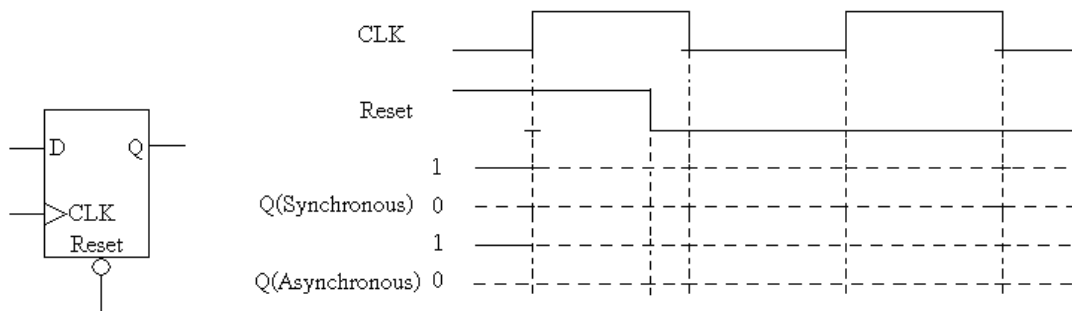 CLK
Reset
D Q
CLK
Reset
1
Q(Synchronous) 0
1
Q(Asynchronous) 0